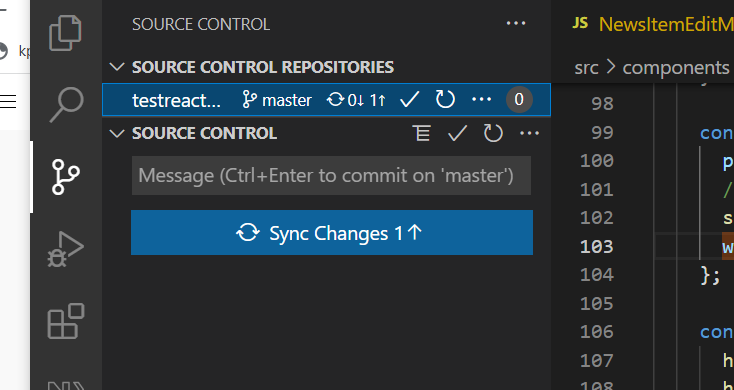 kp
SOURCE CONTROL
SOURCE CONTROL REPOSITORIES
testreact... master 0↓ 1↑ 0
SOURCE CONTROL
Message (Ctrl+Enter to commit on 'master')
Sync Changes 1↑
JS NewsItemEditM
src > components
98
99 con
100 p
101 /
102 s
103 w
104 };
106 con
107 h
108 h